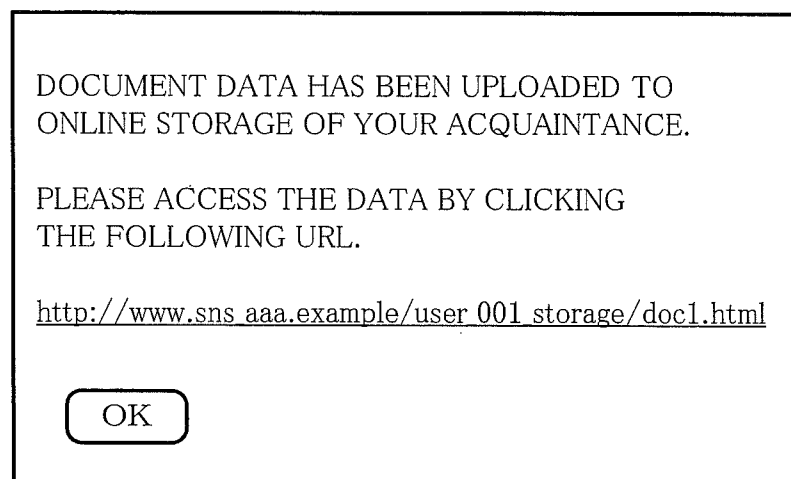 DOCUMENT DATA HAS BEEN UPLOADED TO
ONLINE STORAGE OF YOUR ACQUAINTANCE.
PLEASE ACCESS THE DATA BY CLICKING
THE FOLLOWING URL.
http://www.sns_aaa.example/user_001_storage/doc1.html
OK